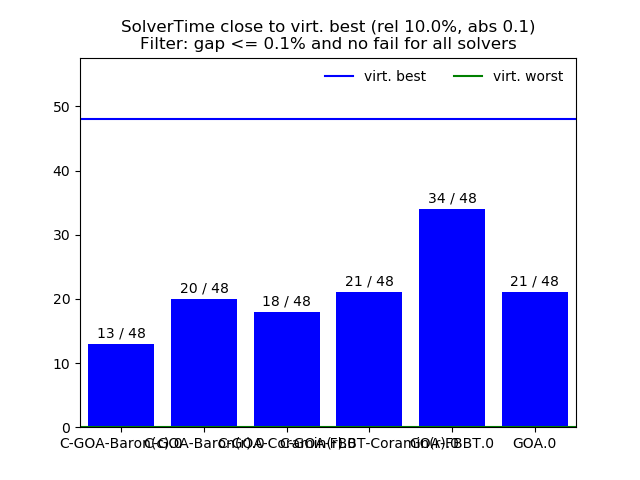 SolverTime close to virt. best (rel 10.0%, abs 0.1)
Filter: gap <= 0.1% and no fail for all solvers
virt. best virt. worst
50
40
30
20
10
0
13 / 48
20 / 48
18 / 48
21 / 48
34 / 48
21 / 48
GOA.0